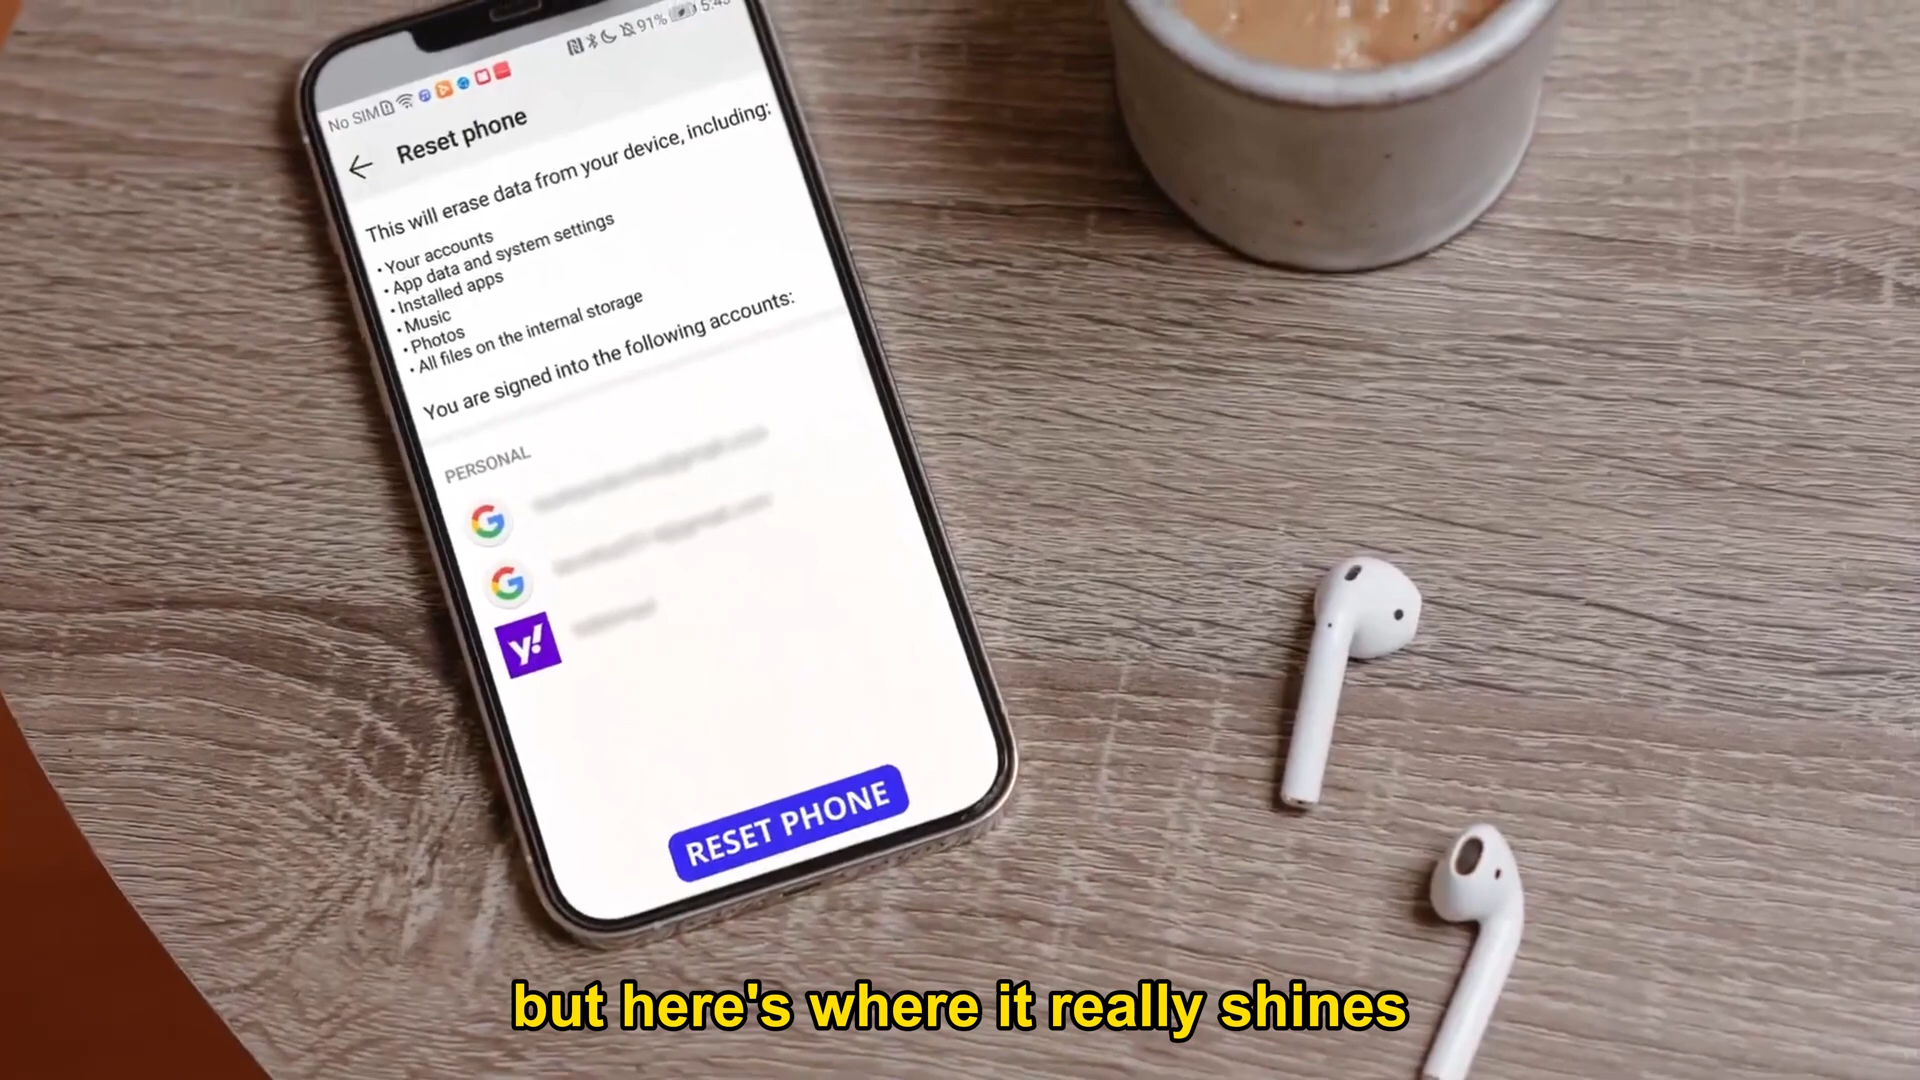 No SIM 91% 5:43
Reset phone
This will erase data from your device, including:
• Your accounts
• App data and system settings
• Installed apps
• Music
• Photos
• All files on the internal storage
You are signed into the following accounts:
PERSONAL
y!
RESET PHONE
but here's where it really shines